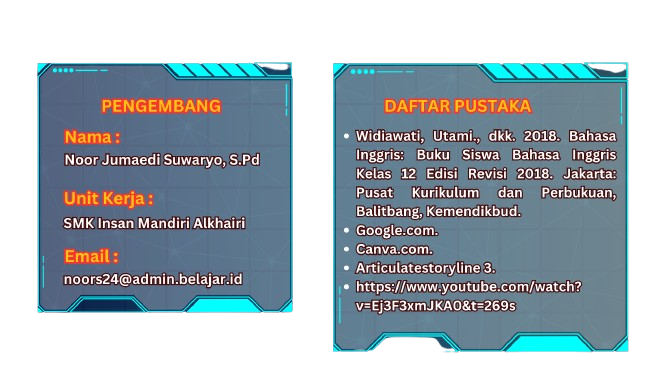 PENGEMBANG
Nama :
Noor Jumaedi Suwaryo, S.Pd
Unit Kerja :
SMK Insan Mandiri Alkhairi
Email :
noors24@admin.belajar.id
DAFTAR PUSTAKA
• Widiawati, Utami., dkk. 2018. Bahasa
Inggris: Buku Siswa Bahasa Inggris
Kelas 12 Edisi Revisi 2018. Jakarta:
Pusat Kurikulum dan Perbukuan,
Balitbang, Kemendikbud.
• Google.com.
• Canva.com.
• Articulatestoryline 3.
• https://www.youtube.com/watch?
v=Ej3F3xmJKA0&t=269s